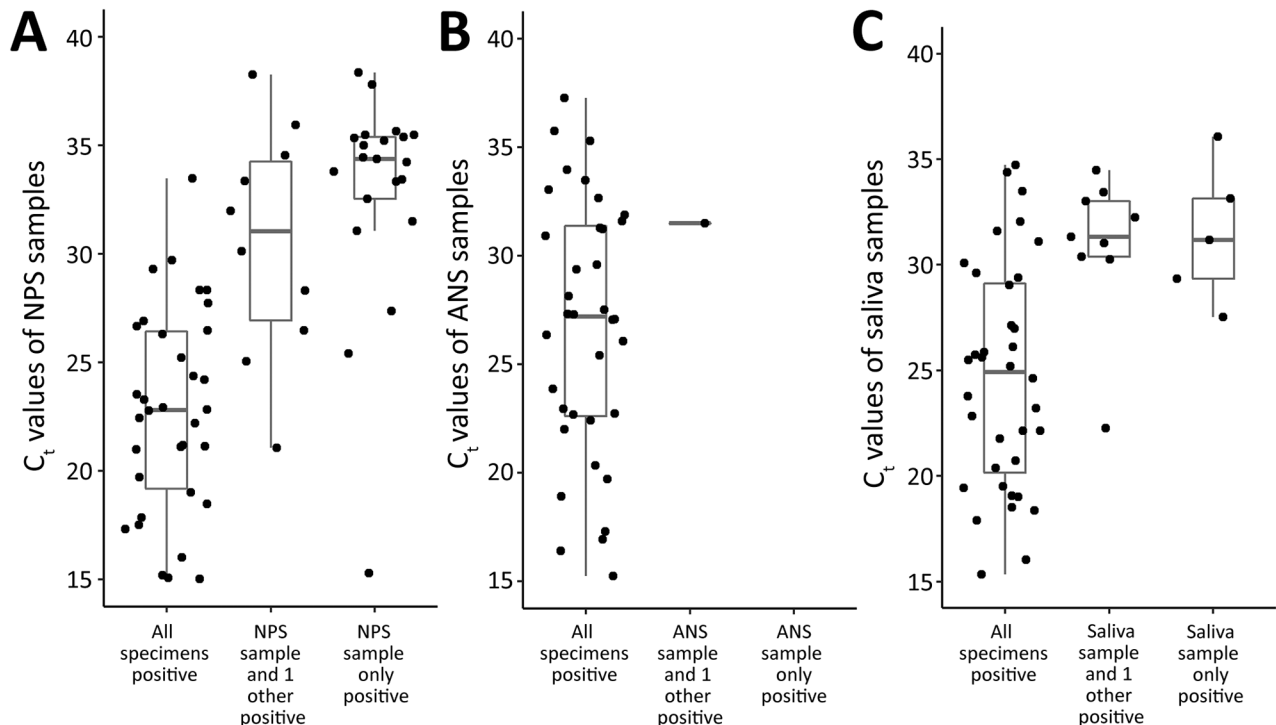 A
Ct values of NPS samples
40
35
30
25
20
15
All
specimens
positive
NPS
sample
and 1
other
positive
NPS
sample only
positive
B
Ct values of ANS samples
40
35
30
25
20
15
All
specimens
positive
ANS
sample
and 1
other
positive
ANS
sample
only
positive
C
Ct values of saliva samples
40
35
30
25
20
15
All
specimens
positive
Saliva
sample
and 1
other
positive
Saliva
sample
only
positive